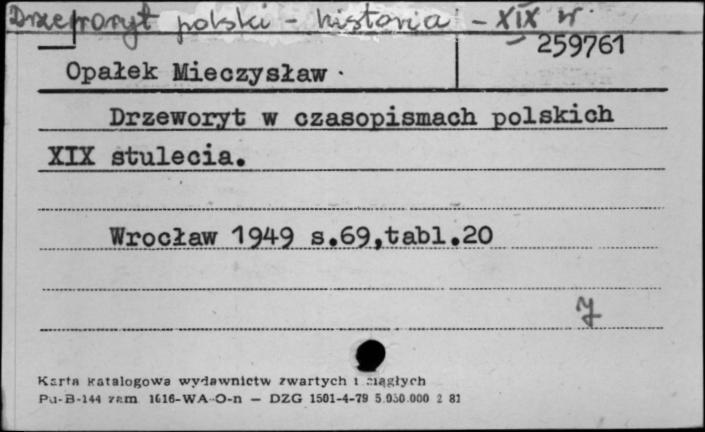 Drzeworyt polski - historia - XIX w.
259761
Opałek Mieczysław.
Drzeworyt w czasopismach polskich
XIX stulecia.
Wrocław 1949 s.69,tabl.20
Karta katalogowa wydawnictw zwartych i ciągłych
Pu-B-144 zam. 1616-WA-O-n — DZG 1501-4-79 5.050.000 2 81